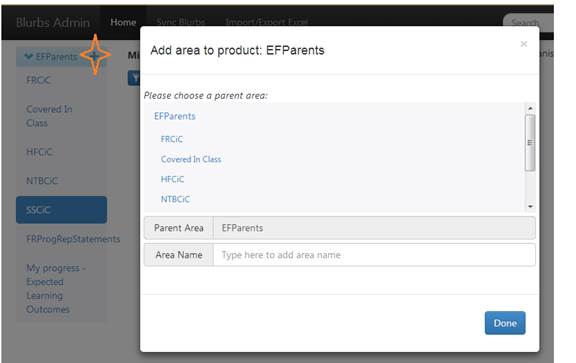 Blurbs Admin Home Sync Blurbs Import/Export Excel Search
EFParents
FRCiC
Covered In
Class
HFCiC
NTBCiC
SSCiC
FRProgRepStatements
My progress -
Expected
Learning
Outcomes
Add area to product: EFParents ×
Please choose a parent area:
EFParents
FRCiC
Covered In Class
HFCiC
NTBCiC
Parent Area EFParents
Area Name Type here to add area name
Done